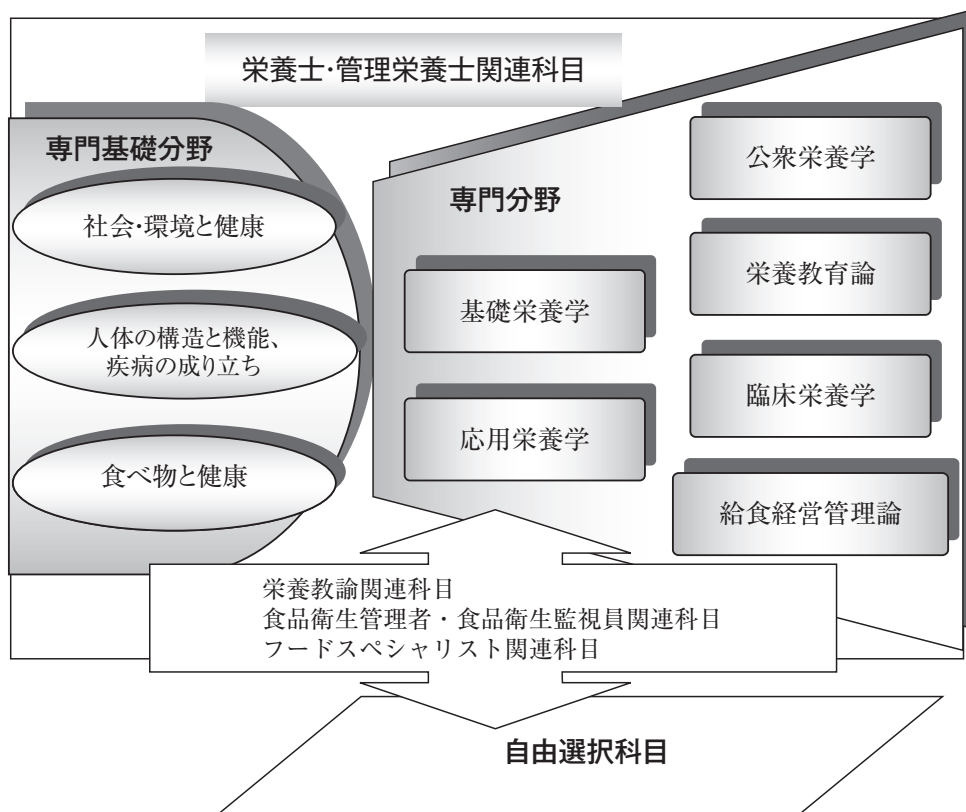 栄養士・管理栄養士関連科目
専門基礎分野
社会・環境と健康
人体の構造と機能、
疾病の成り立ち
食べ物と健康
専門分野
基礎栄養学
応用栄養学
公衆栄養学
栄養教育論
臨床栄養学
給食経営管理論
栄養教諭関連科目
食品衛生管理者・食品衛生監視員関連科目
フードスペシャリスト関連科目
自由選択科目